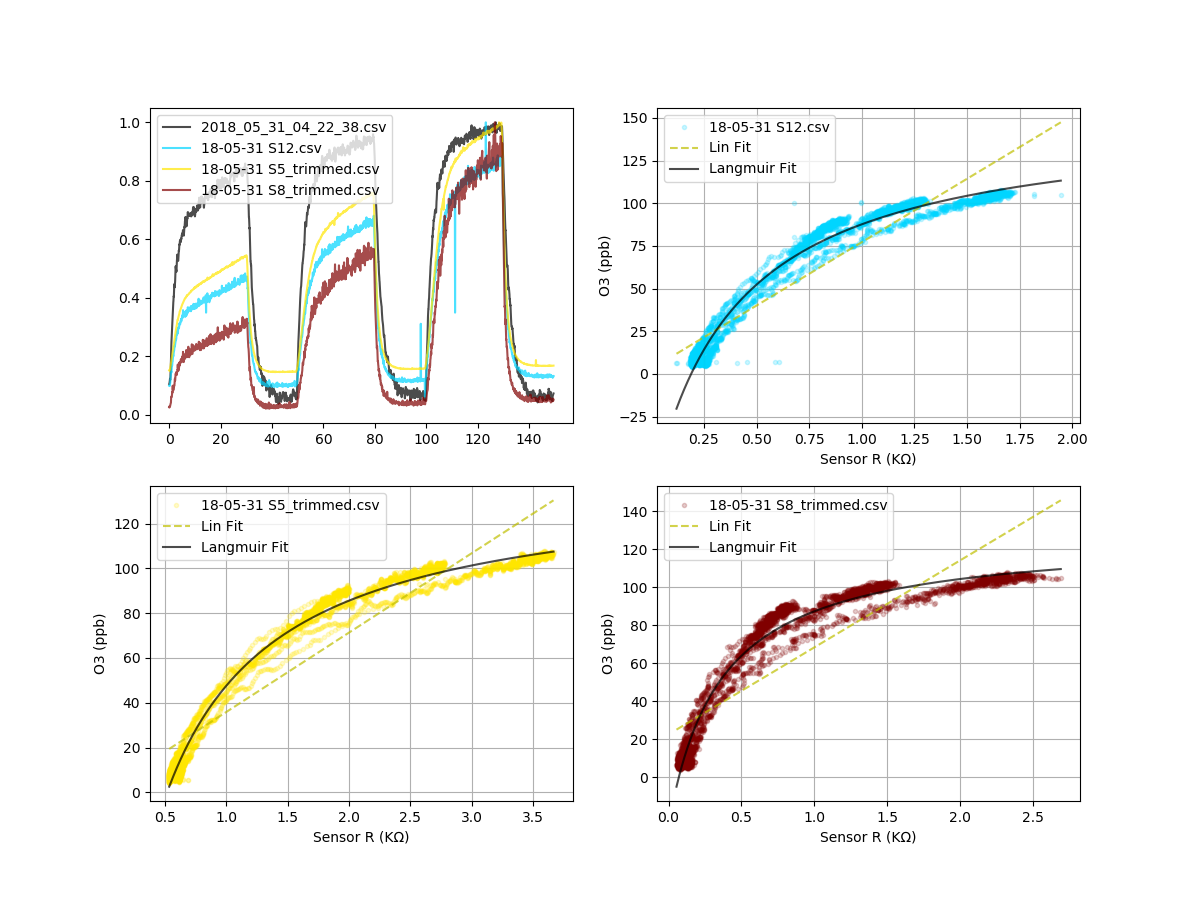 1.0
0.8
0.6
0.4
0.2
0.0
0 20 40 60 80 100 120 140
2018_05_31_04_22_38.csv
18-05-31 S12.csv
18-05-31 S5_trimmed.csv
18-05-31 S8_trimmed.csv
150
125
100
75
50
25
0
−25
O3 (ppb)
18-05-31 S12.csv
Lin Fit
Langmuir Fit
0.25 0.50 0.75 1.00 1.25 1.50 1.75 2.00
Sensor R (KΩ)
120
100
80
60
40
20
0
O3 (ppb)
18-05-31 S5_trimmed.csv
Lin Fit
Langmuir Fit
0.5 1.0 1.5 2.0 2.5 3.0 3.5
Sensor R (KΩ)
140
120
100
80
60
40
20
0
O3 (ppb)
18-05-31 S8_trimmed.csv
Lin Fit
Langmuir Fit
0.0 0.5 1.0 1.5 2.0 2.5
Sensor R (KΩ)